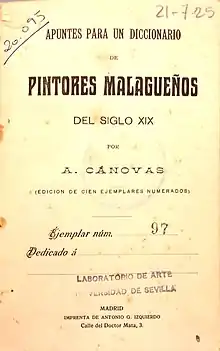 20.095
21-7-25
APUNTES PARA UN DICCIONARIO
DE
PINTORES MALAGUEÑOS
DEL SIGLO XIX
POR
A. CÁNOVAS
(EDICION DE CIEN EJEMPLARES NUMERADOS)
Ejemplar núm. 97
Dedicado á
LABORATORIO DE ARTE
VERSIDAD DE SEVILLA
MADRID
IMPRENTA DE ANTONIO G. IZQUIERDO
Calle del Doctor Mata, 3.